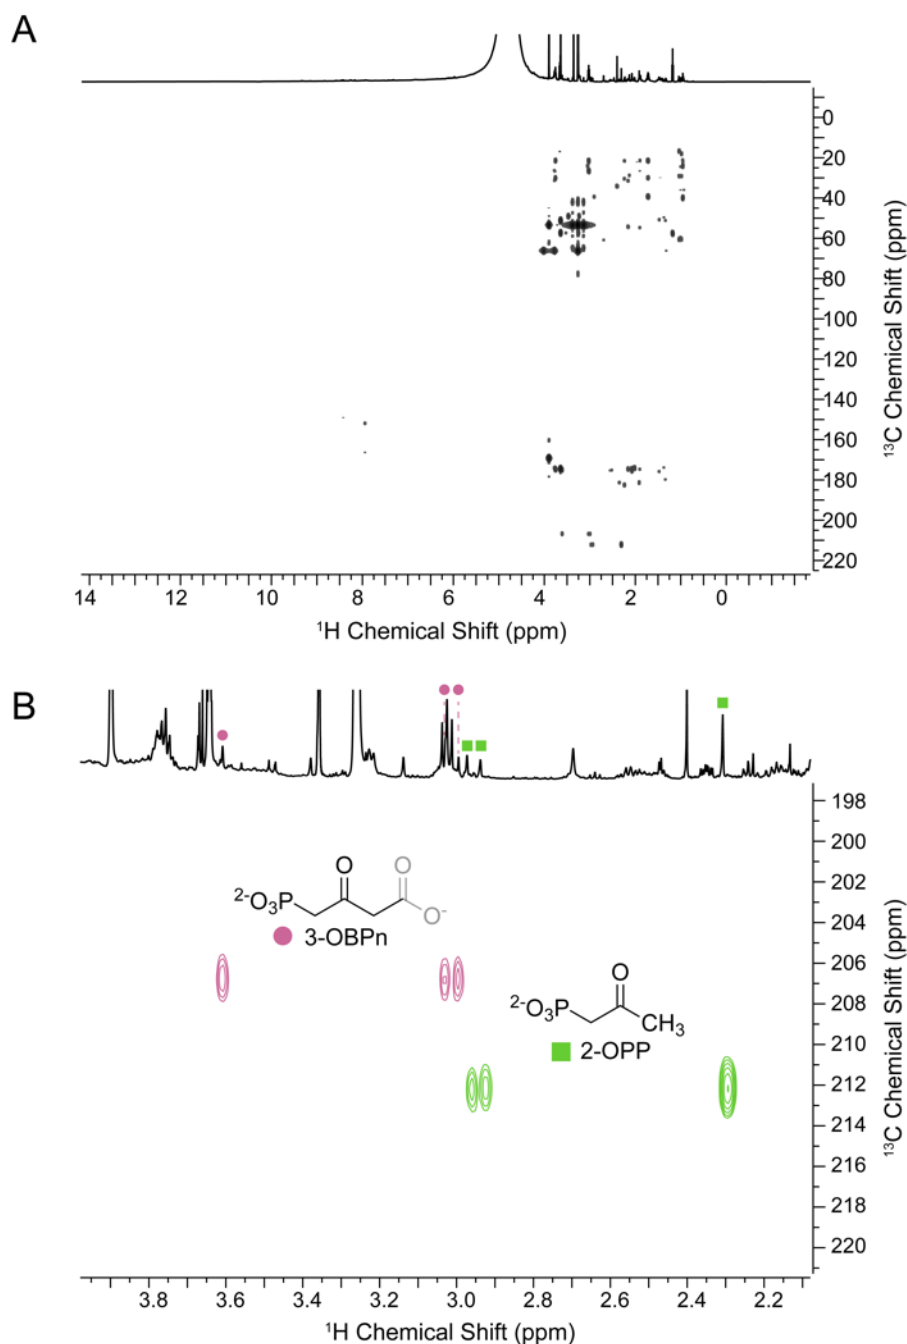 A
0
20
40
60
80
100
120
140
160
180
200
220
¹³C Chemical Shift (ppm)
14 12 10 8 6 4 2 0
¹H Chemical Shift (ppm)
B
198
200
202
204
206
208
210
212
214
216
218
220
¹³C Chemical Shift (ppm)
O O
²⁻O₃P O⁻
3-OBPn
O
²⁻O₃P CH₃
2-OPP
3.8 3.6 3.4 3.2 3.0 2.8 2.6 2.4 2.2
¹H Chemical Shift (ppm)